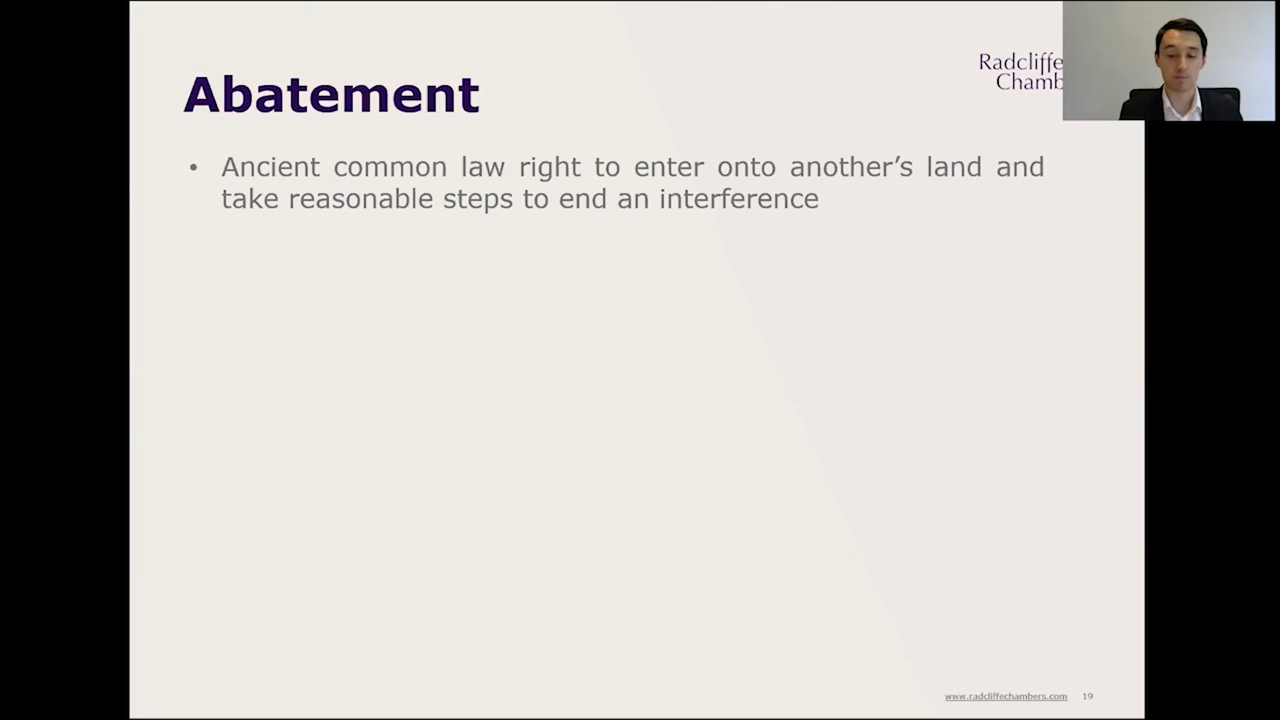 Abatement
Radcliffe
Chamb
• Ancient common law right to enter onto another's land and
take reasonable steps to end an interference
www.radcliffechambers.com 19